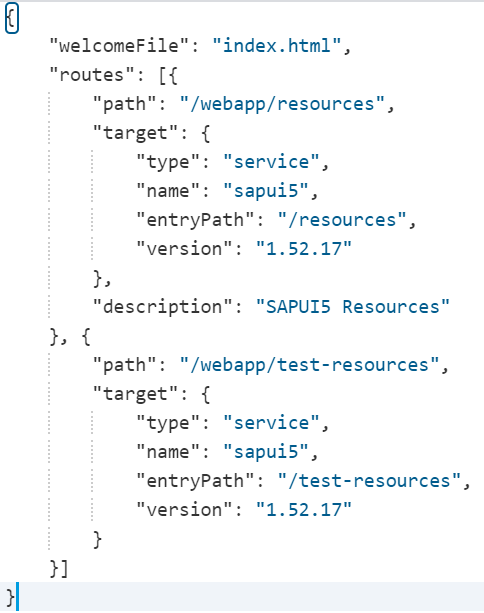 {
    "welcomeFile": "index.html",
    "routes": [{
        "path": "/webapp/resources",
        "target": {
            "type": "service",
            "name": "sapui5",
            "entryPath": "/resources",
            "version": "1.52.17"
        },
        "description": "SAPUI5 Resources"
    }, {
        "path": "/webapp/test-resources",
        "target": {
            "type": "service",
            "name": "sapui5",
            "entryPath": "/test-resources",
            "version": "1.52.17"
        }
    }]
}